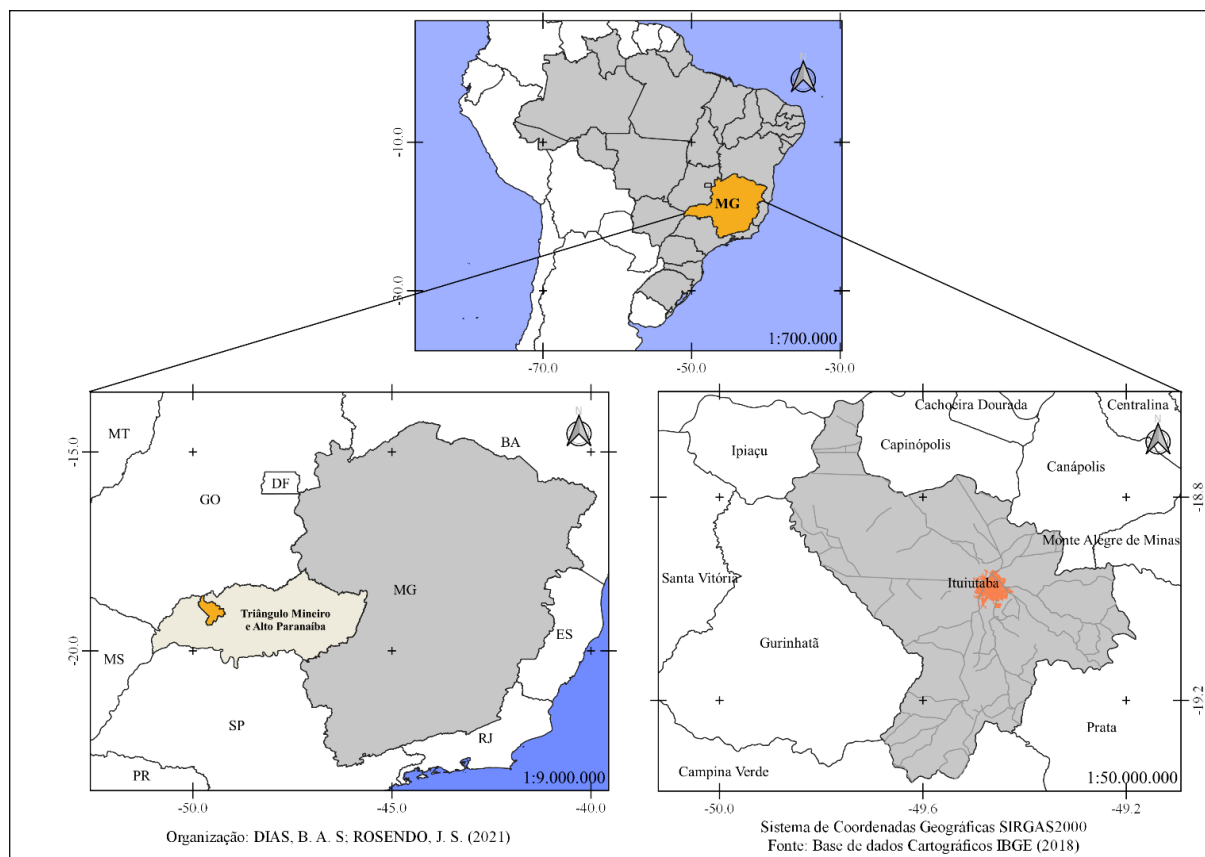 N
-10.0
MG
-30.0
1:700.000
-70.0
-50.0
-30.0
N
MT
BA
-15.0
DF
GO
MG
Triângulo Mineiro
e Alto Paranaíba
ES
-20.0
MS
SP
RJ
PR
1:9.000.000
-50.0
-45.0
-40.0
Organização: DIAS, B. A. S; ROSENDO, J. S. (2021)
Cachoeira Dourada
Centralina
N
Ipiaçu
Capinópolis
Canápolis
-18.8
Monte Alegre de Minas
Santa Vitória
Ituiutaba
Gurinhatã
-19.2
Prata
Campina Verde
1:50.000.000
-50.0
-49.6
-49.2
Sistema de Coordenadas Geográficas SIRGAS2000
Fonte: Base de dados Cartográficos IBGE (2018)